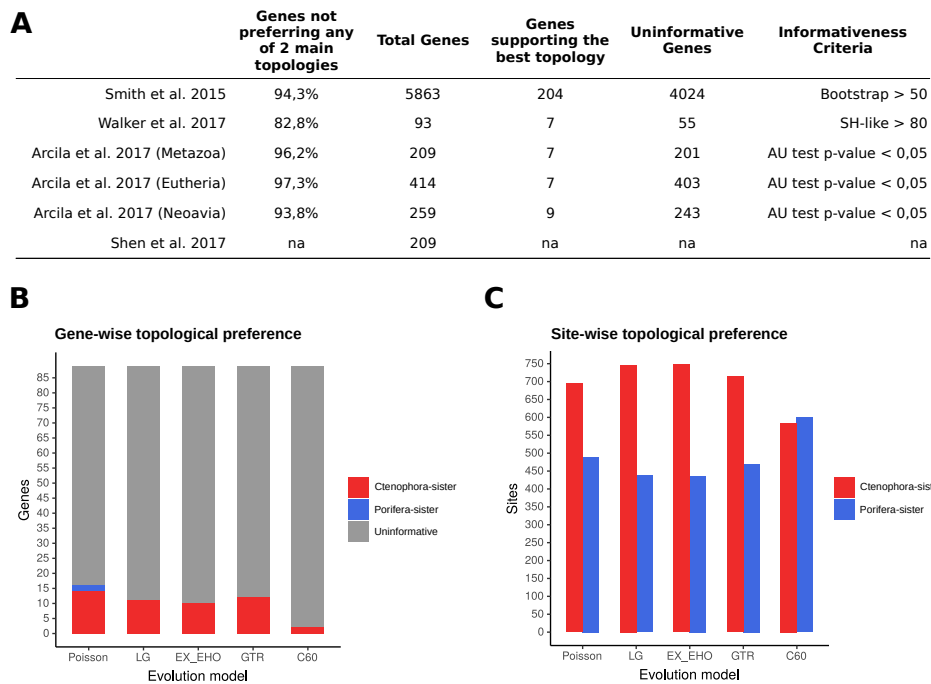 A
Genes not preferring any of 2 main topologies
Total Genes
Genes supporting the best topology
Uninformative Genes
Informativeness Criteria
Smith et al. 2015 94,3% 5863 204 4024 Bootstrap > 50
Walker et al. 2017 82,8% 93 7 55 SH-like > 80
Arcila et al. 2017 (Metazoa) 96,2% 209 7 201 AU test p-value < 0,05
Arcila et al. 2017 (Eutheria) 97,3% 414 7 403 AU test p-value < 0,05
Arcila et al. 2017 (Neoavia) 93,8% 259 9 243 AU test p-value < 0,05
Shen et al. 2017 na 209 na na na
B
Gene-wise topological preference
85
80
75
70
65
60
55
50
45
40
35
30
25
20
15
10
5
0
Genes
Poisson LG EX_EHO GTR C60
Evolution model
Ctenophora-sister
Porifera-sister
Uninformative
C
Site-wise topological preference
750
700
650
600
550
500
450
400
350
300
250
200
150
100
50
0
Sites
Poisson LG EX_EHO GTR C60
Evolution model
Ctenophora-sist
Porifera-sister